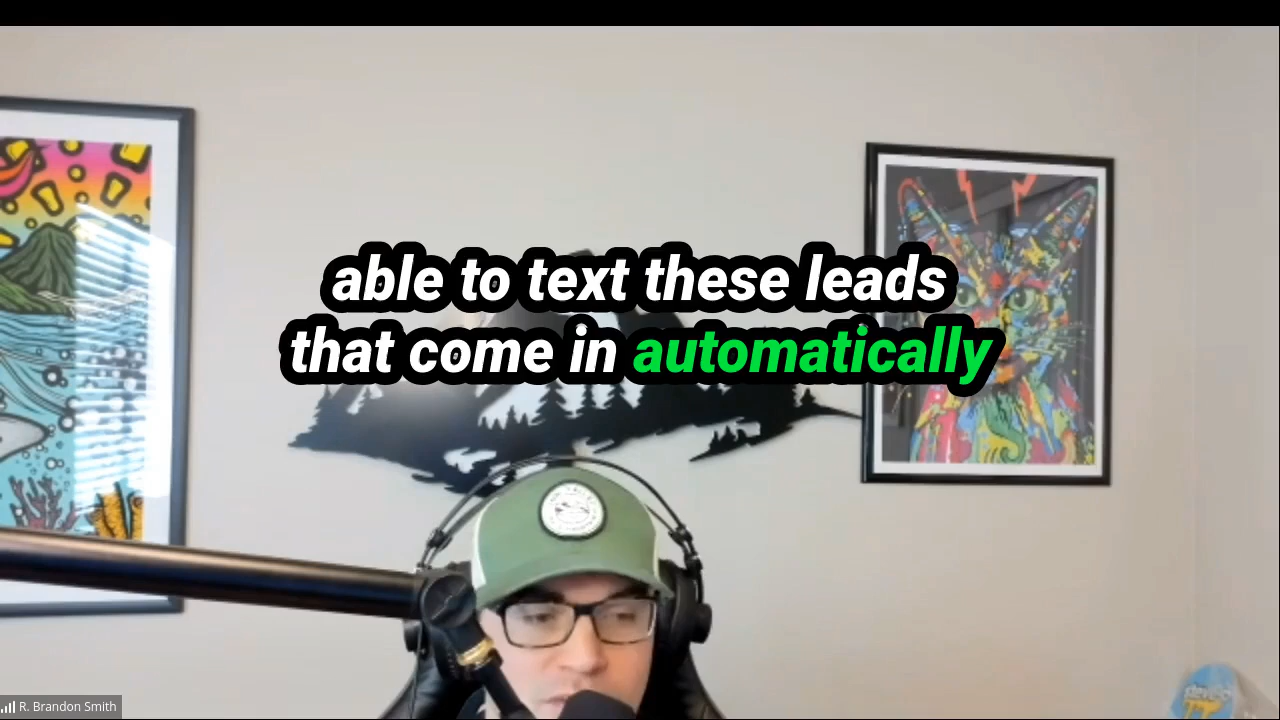 able to text these leads
that come in automatically
R. Brandon Smith